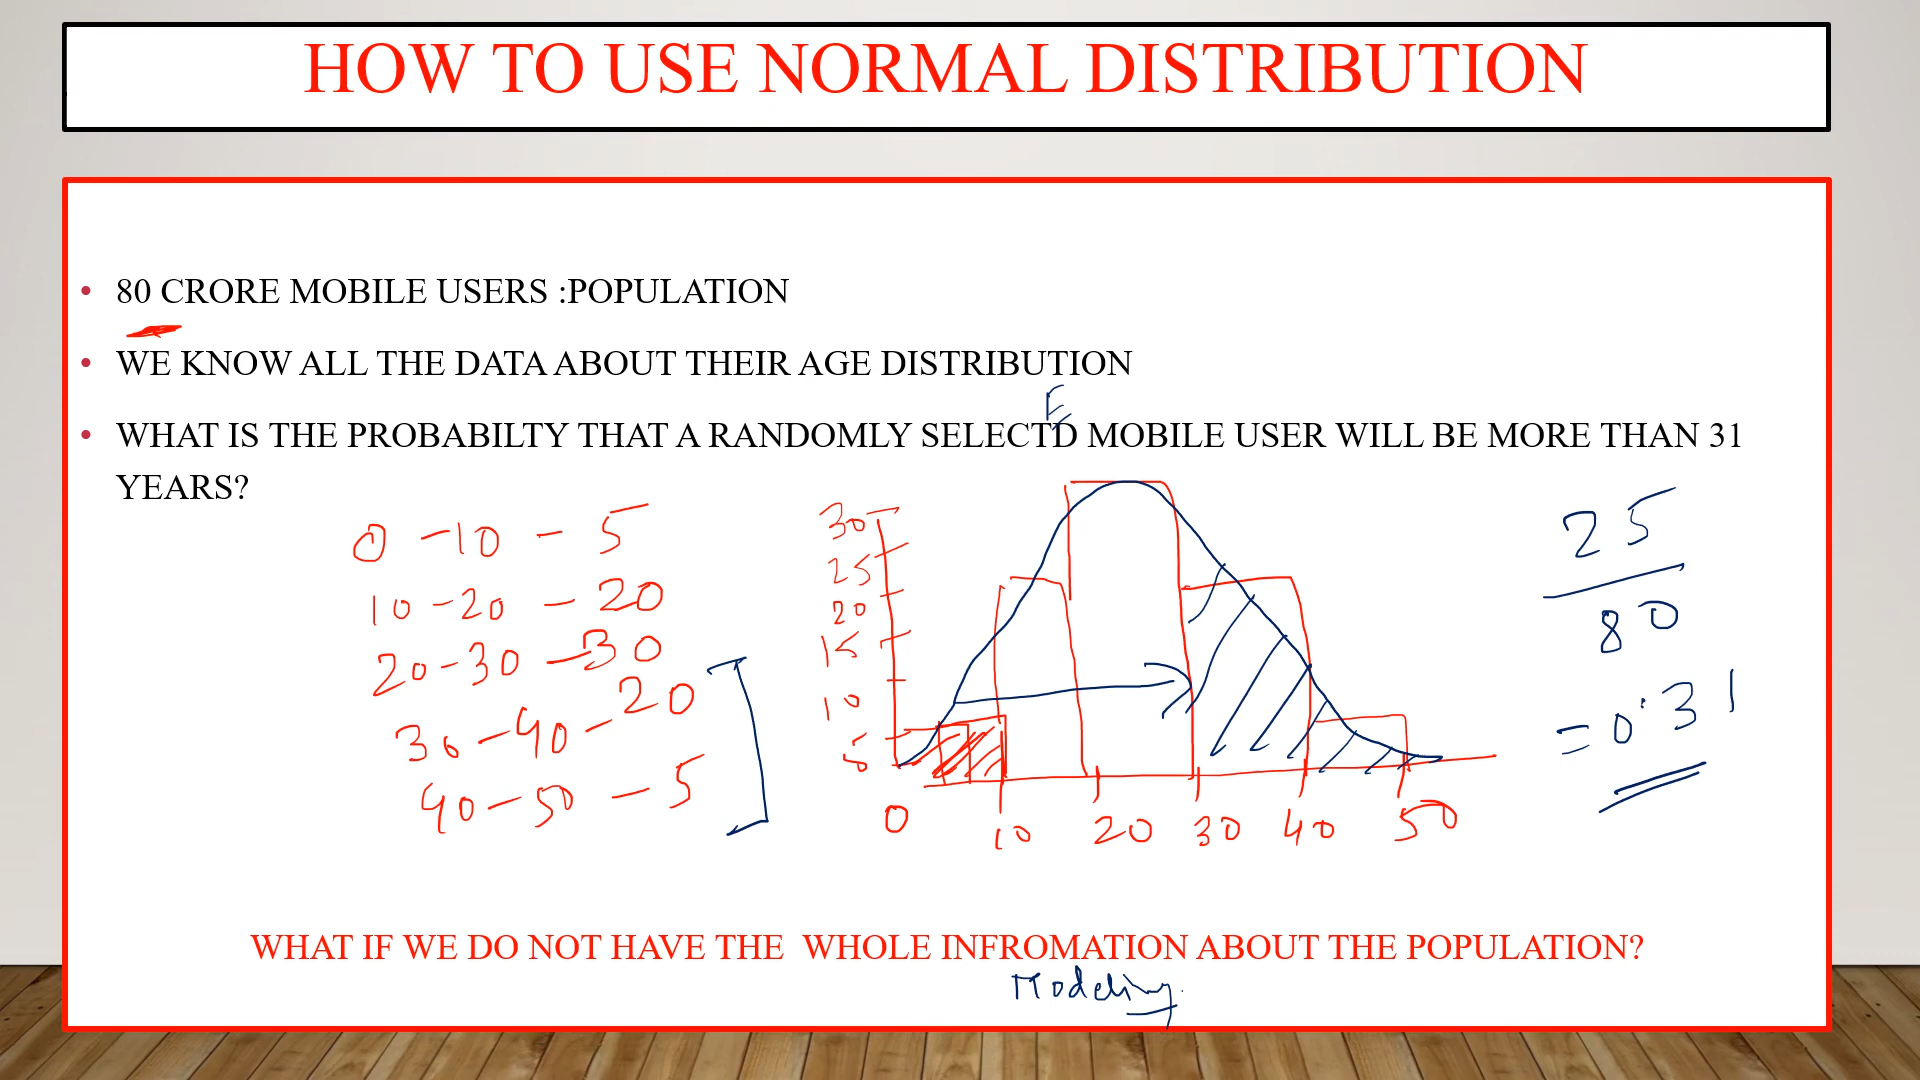 HOW TO USE NORMAL DISTRIBUTION
• 80 CRORE MOBILE USERS :POPULATION
• WE KNOW ALL THE DATA ABOUT THEIR AGE DISTRIBUTION
E
• WHAT IS THE PROBABILTY THAT A RANDOMLY SELECTD MOBILE USER WILL BE MORE THAN 31
YEARS?
0 - 10 - 5
10 - 20 - 20
20 - 30 - 30
30 - 40 - 20
40 - 50 - 5
30
25
20
15
10
5
0 10 20 30 40 50
25
80
= 0.31
WHAT IF WE DO NOT HAVE THE WHOLE INFROMATION ABOUT THE POPULATION?
Modeling